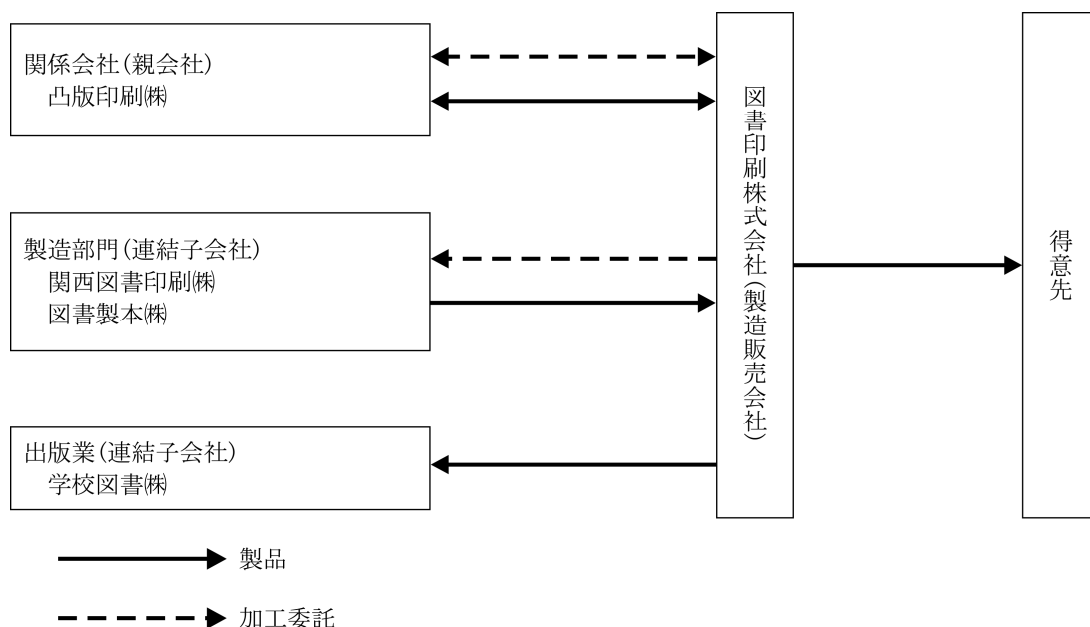 関係会社(親会社)
凸版印刷㈱
製造部門(連結子会社)
関西図書印刷㈱
図書製本㈱
出版業(連結子会社)
学校図書㈱
図書印刷株式会社(製造販売会社)
得意先
製品
加工委託